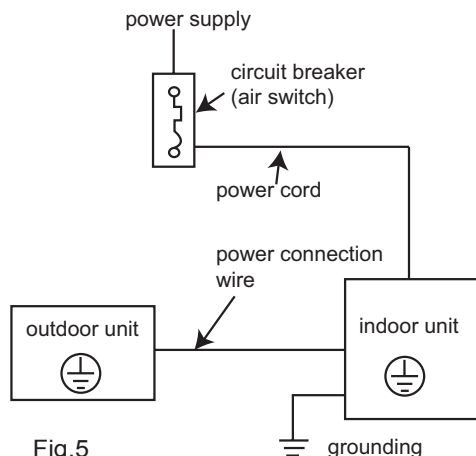 power supply
circuit breaker
(air switch)
power cord
power connection
wire
outdoor unit
indoor unit
grounding
Fig.5